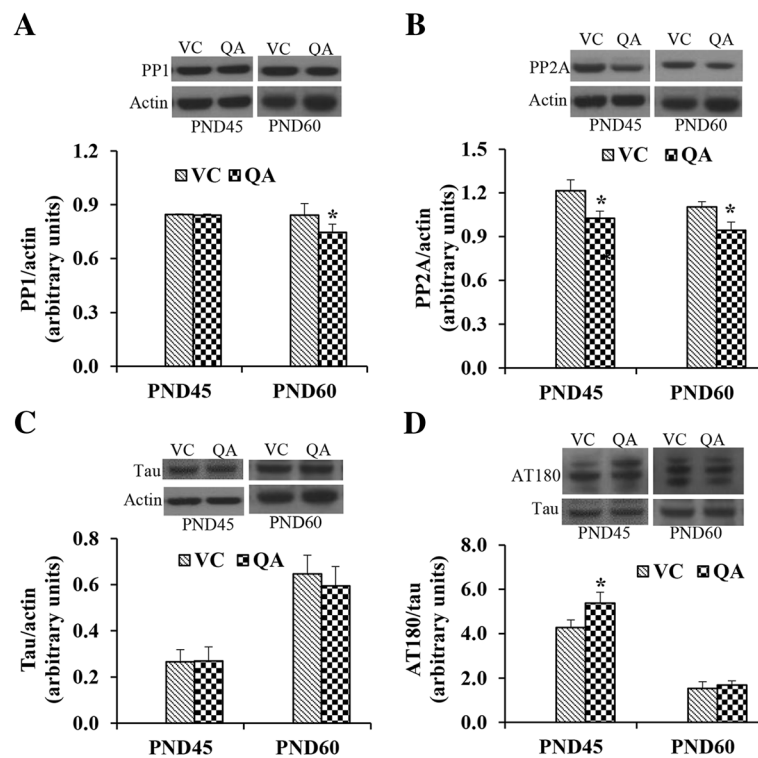 A
VC QA VC QA
PP1
Actin
PND45 PND60
VC QA
PP1/actin
(arbitrary units)
1.2
0.9
0.6
0.3
0.0
*
PND45 PND60
B
VC QA VC QA
PP2A
Actin
PND45 PND60
VC QA
PP2A/actin
(arbitrary units)
1.5
1.2
0.9
0.6
0.3
0.0
* *
*
PND45 PND60
C
VC QA VC QA
Tau
Actin
PND45 PND60
VC QA
Tau/actin
(arbitrary units)
0.8
0.6
0.4
0.2
0.0
PND45 PND60
D
VC QA VC QA
AT180
Tau
PND45 PND60
VC QA
AT180/tau
(arbitrary units)
8.0
6.0
4.0
2.0
0.0
*
PND45 PND60